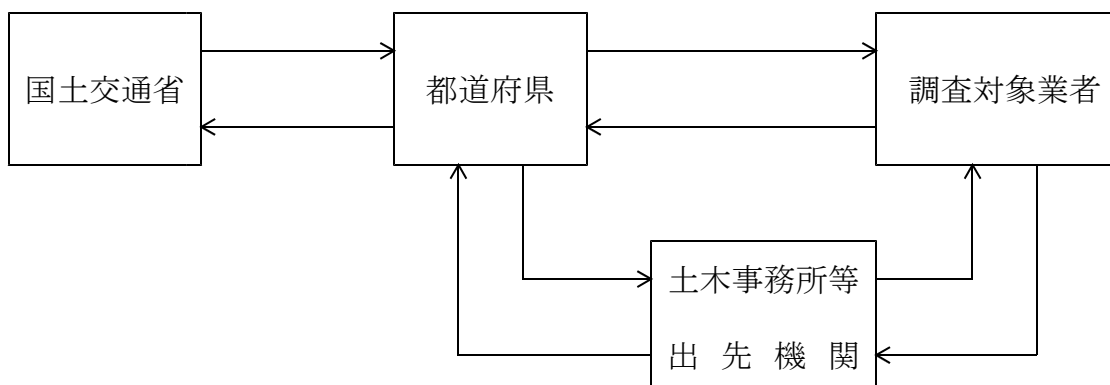 国土交通省
都道府県
調査対象業者
土木事務所等
出先機関